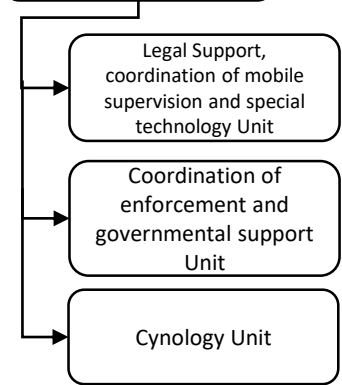 Legal Support,
coordination of mobile
supervision and special
technology Unit
Coordination of
enforcement and
governmental support
Unit
Cynology Unit